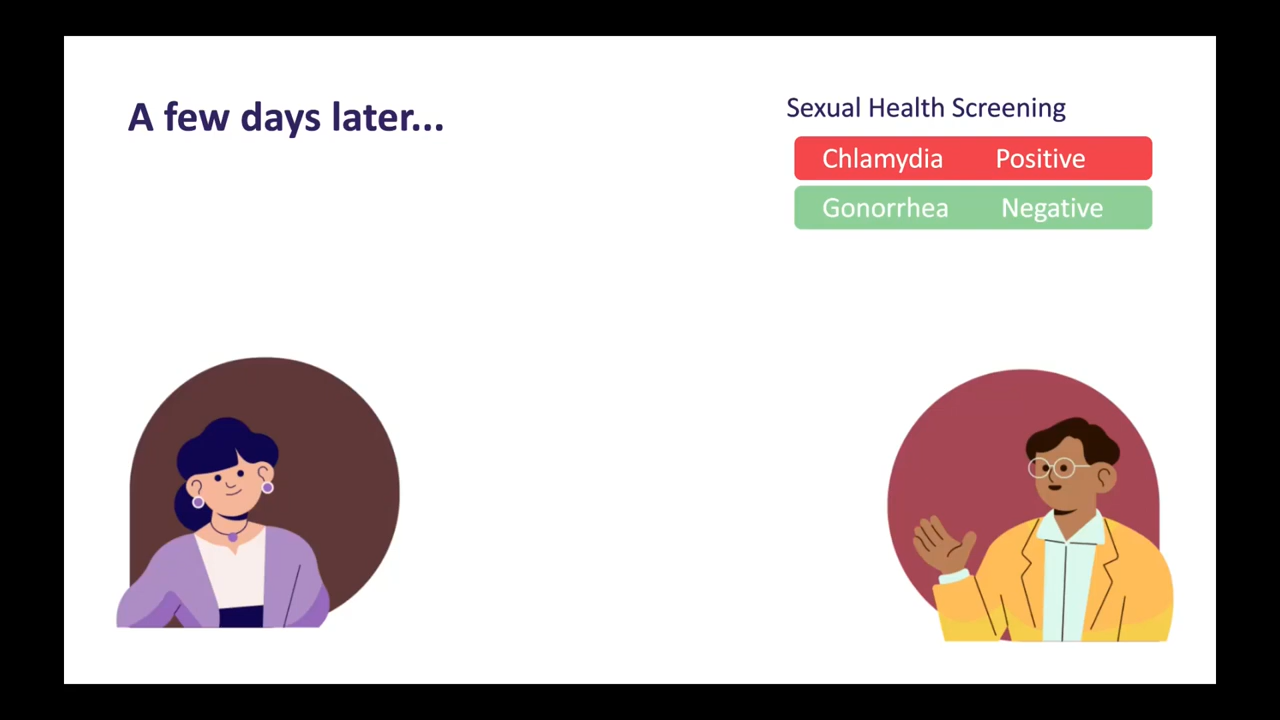 A few days later...
Sexual Health Screening
Chlamydia Positive
Gonorrhea Negative